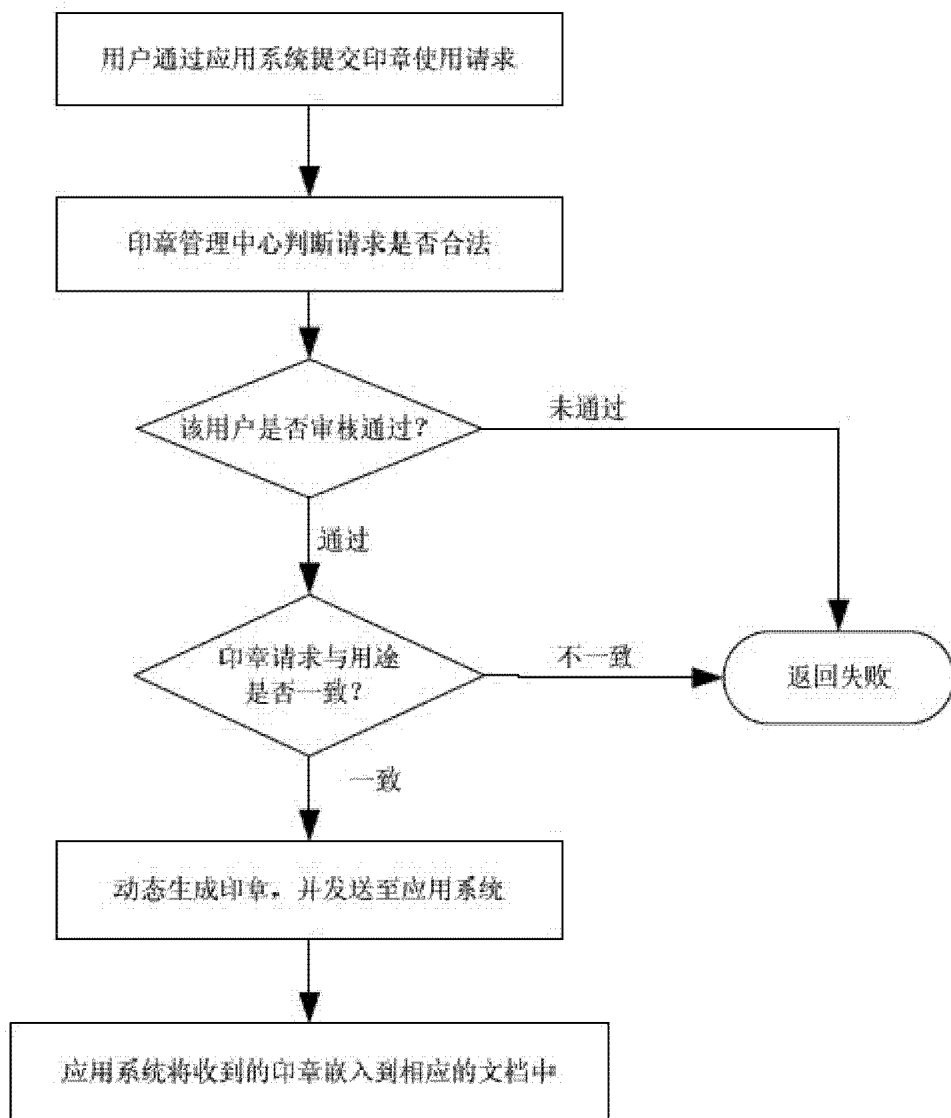 用户通过应用系统提交印章使用请求
印章管理中心判断请求是否合法
该用户是否审核通过？
未通过
通过
印章请求与用途
是否一致？
不一致
返回失败
一致
动态生成印章，并发送至应用系统
应用系统将收到的印章嵌入到相应的文档中